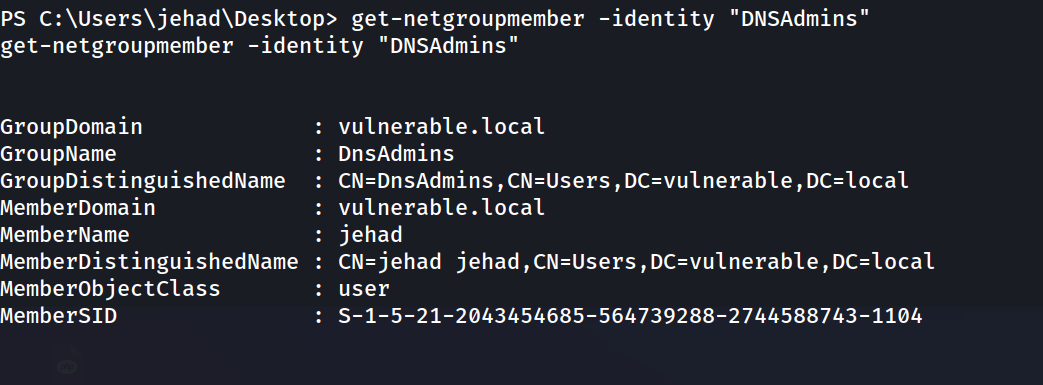 PS C:\Users\jehad\Desktop> get-netgroupmember -identity "DNSAdmins"
get-netgroupmember -identity "DNSAdmins"
GroupDomain : vulnerable.local
GroupName : DnsAdmins
GroupDistinguishedName : CN=DnsAdmins,CN=Users,DC=vulnerable,DC=local
MemberDomain : vulnerable.local
MemberName : jehad
MemberDistinguishedName : CN=jehad jehad,CN=Users,DC=vulnerable,DC=local
MemberObjectClass : user
MemberSID : S-1-5-21-2043454685-564739288-2744588743-1104